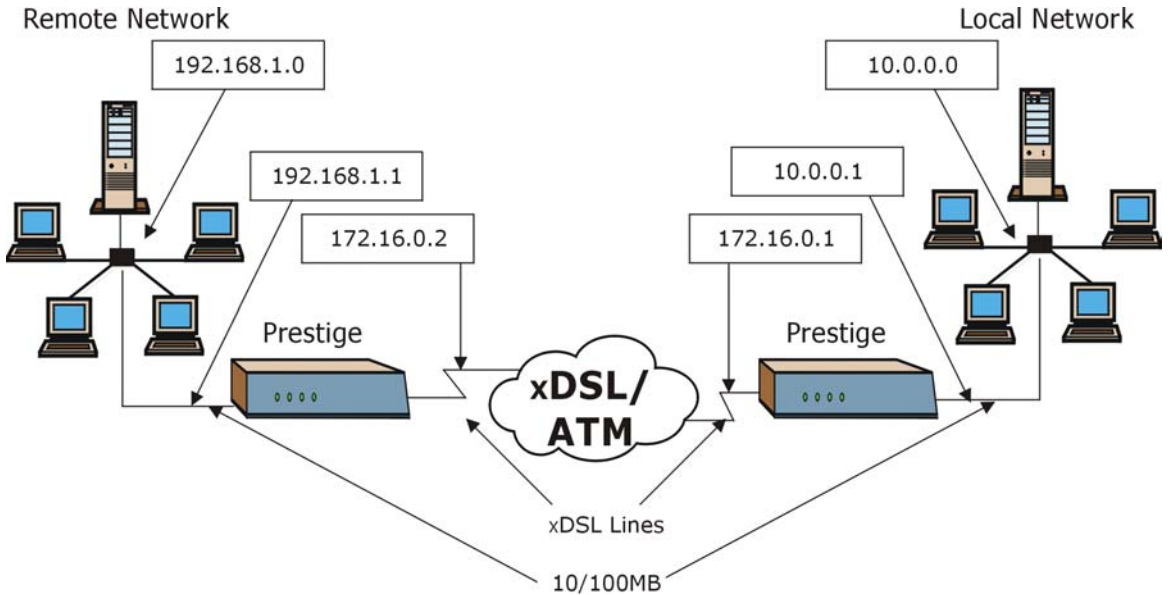 Remote Network
Local Network
192.168.1.0
10.0.0.0
192.168.1.1
10.0.0.1
172.16.0.2
172.16.0.1
Prestige
Prestige
xDSL/
ATM
xDSL Lines
10/100MB